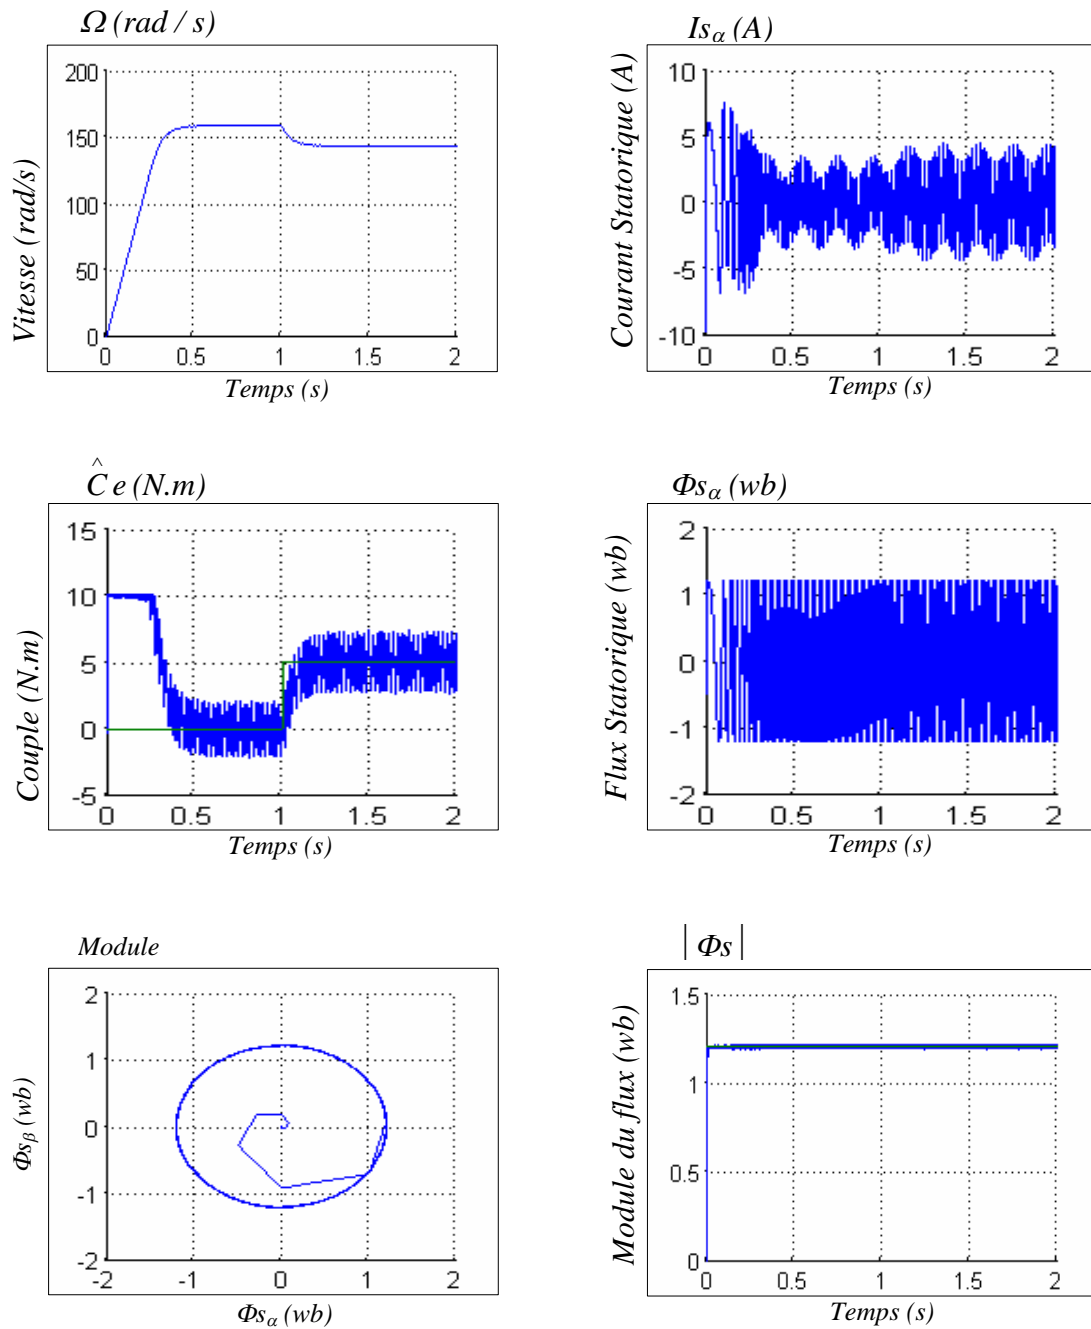 Ω (rad / s)
Vitesse (rad/s)
200
150
100
50
0
0 0.5 1 1.5 2
Temps (s)
Isα (A)
Courant Statorique (A)
10
5
0
-5
-10
0 0.5 1 1.5 2
Temps (s)
Ĉ e (N.m)
Couple (N.m)
15
10
5
0
-5
0 0.5 1 1.5 2
Temps (s)
Φsα (wb)
Flux Statorique (wb)
2
1
0
-1
-2
0 0.5 1 1.5 2
Temps (s)
Module
Φsβ (wb)
2
1
0
-1
-2
-2 -1 0 1 2
Φsα (wb)
| Φs |
Module du flux (wb)
1.5
1
0.5
0
0 0.5 1 1.5 2
Temps (s)